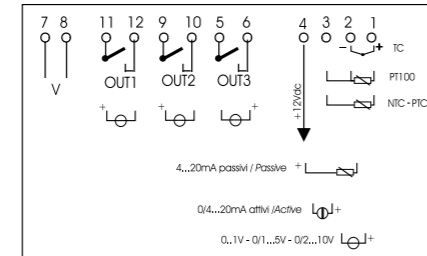 7 8 11 12 9 10 5 6 4 3 2 1
− + TC
V OUT1 OUT2 OUT3 PT100
+12Vdc
NTC - PTC
+ + +
4...20mA passivi / Passive +
0/4...20mA attivi /Active +
0..1V - 0/1...5V - 0/2...10V +